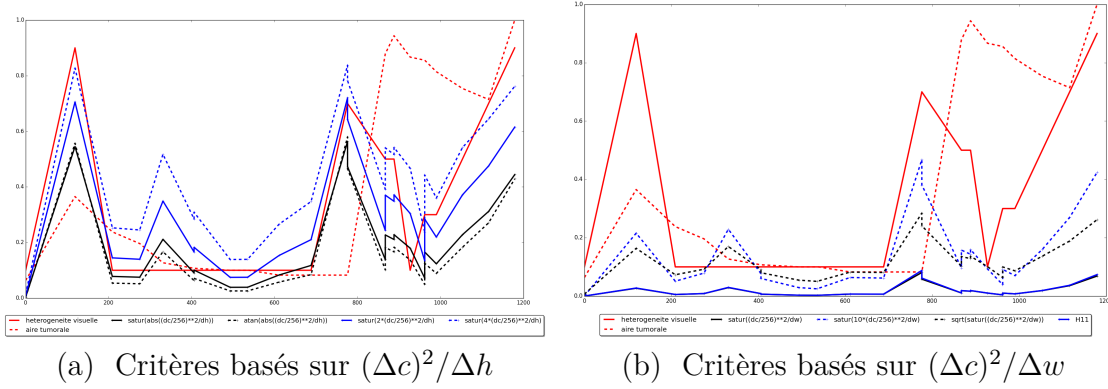 1.0
0.8
0.6
0.4
0.2
0.0
0 200 400 600 800 1000 1200
heterogeneite visuelle satur(abs((dc/256)**2/dh) atan(abs((dc/256)**2/dh)) satur(2*(dc/256)**2/dh) satur(4*(dc/256)**2/dh)
aire tumorale
(a) Critères basés sur (Δc)²/Δh
1.0
0.8
0.6
0.4
0.2
0.0
0 200 400 600 800 1000 1200
heterogeneite visuelle satur((dc/256)**2/dw) satur(10*(dc/256)**2/dw) sqrt(satur((dc/256)**2/dw) H11
aire tumorale
(b) Critères basés sur (Δc)²/Δw